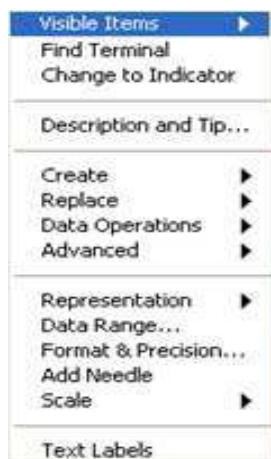 Visible Items
Find Terminal
Change to Indicator
Description and Tip...
Create
Replace
Data Operations
Advanced
Representation
Data Range...
Format & Precision...
Add Needle
Scale
Text Labels